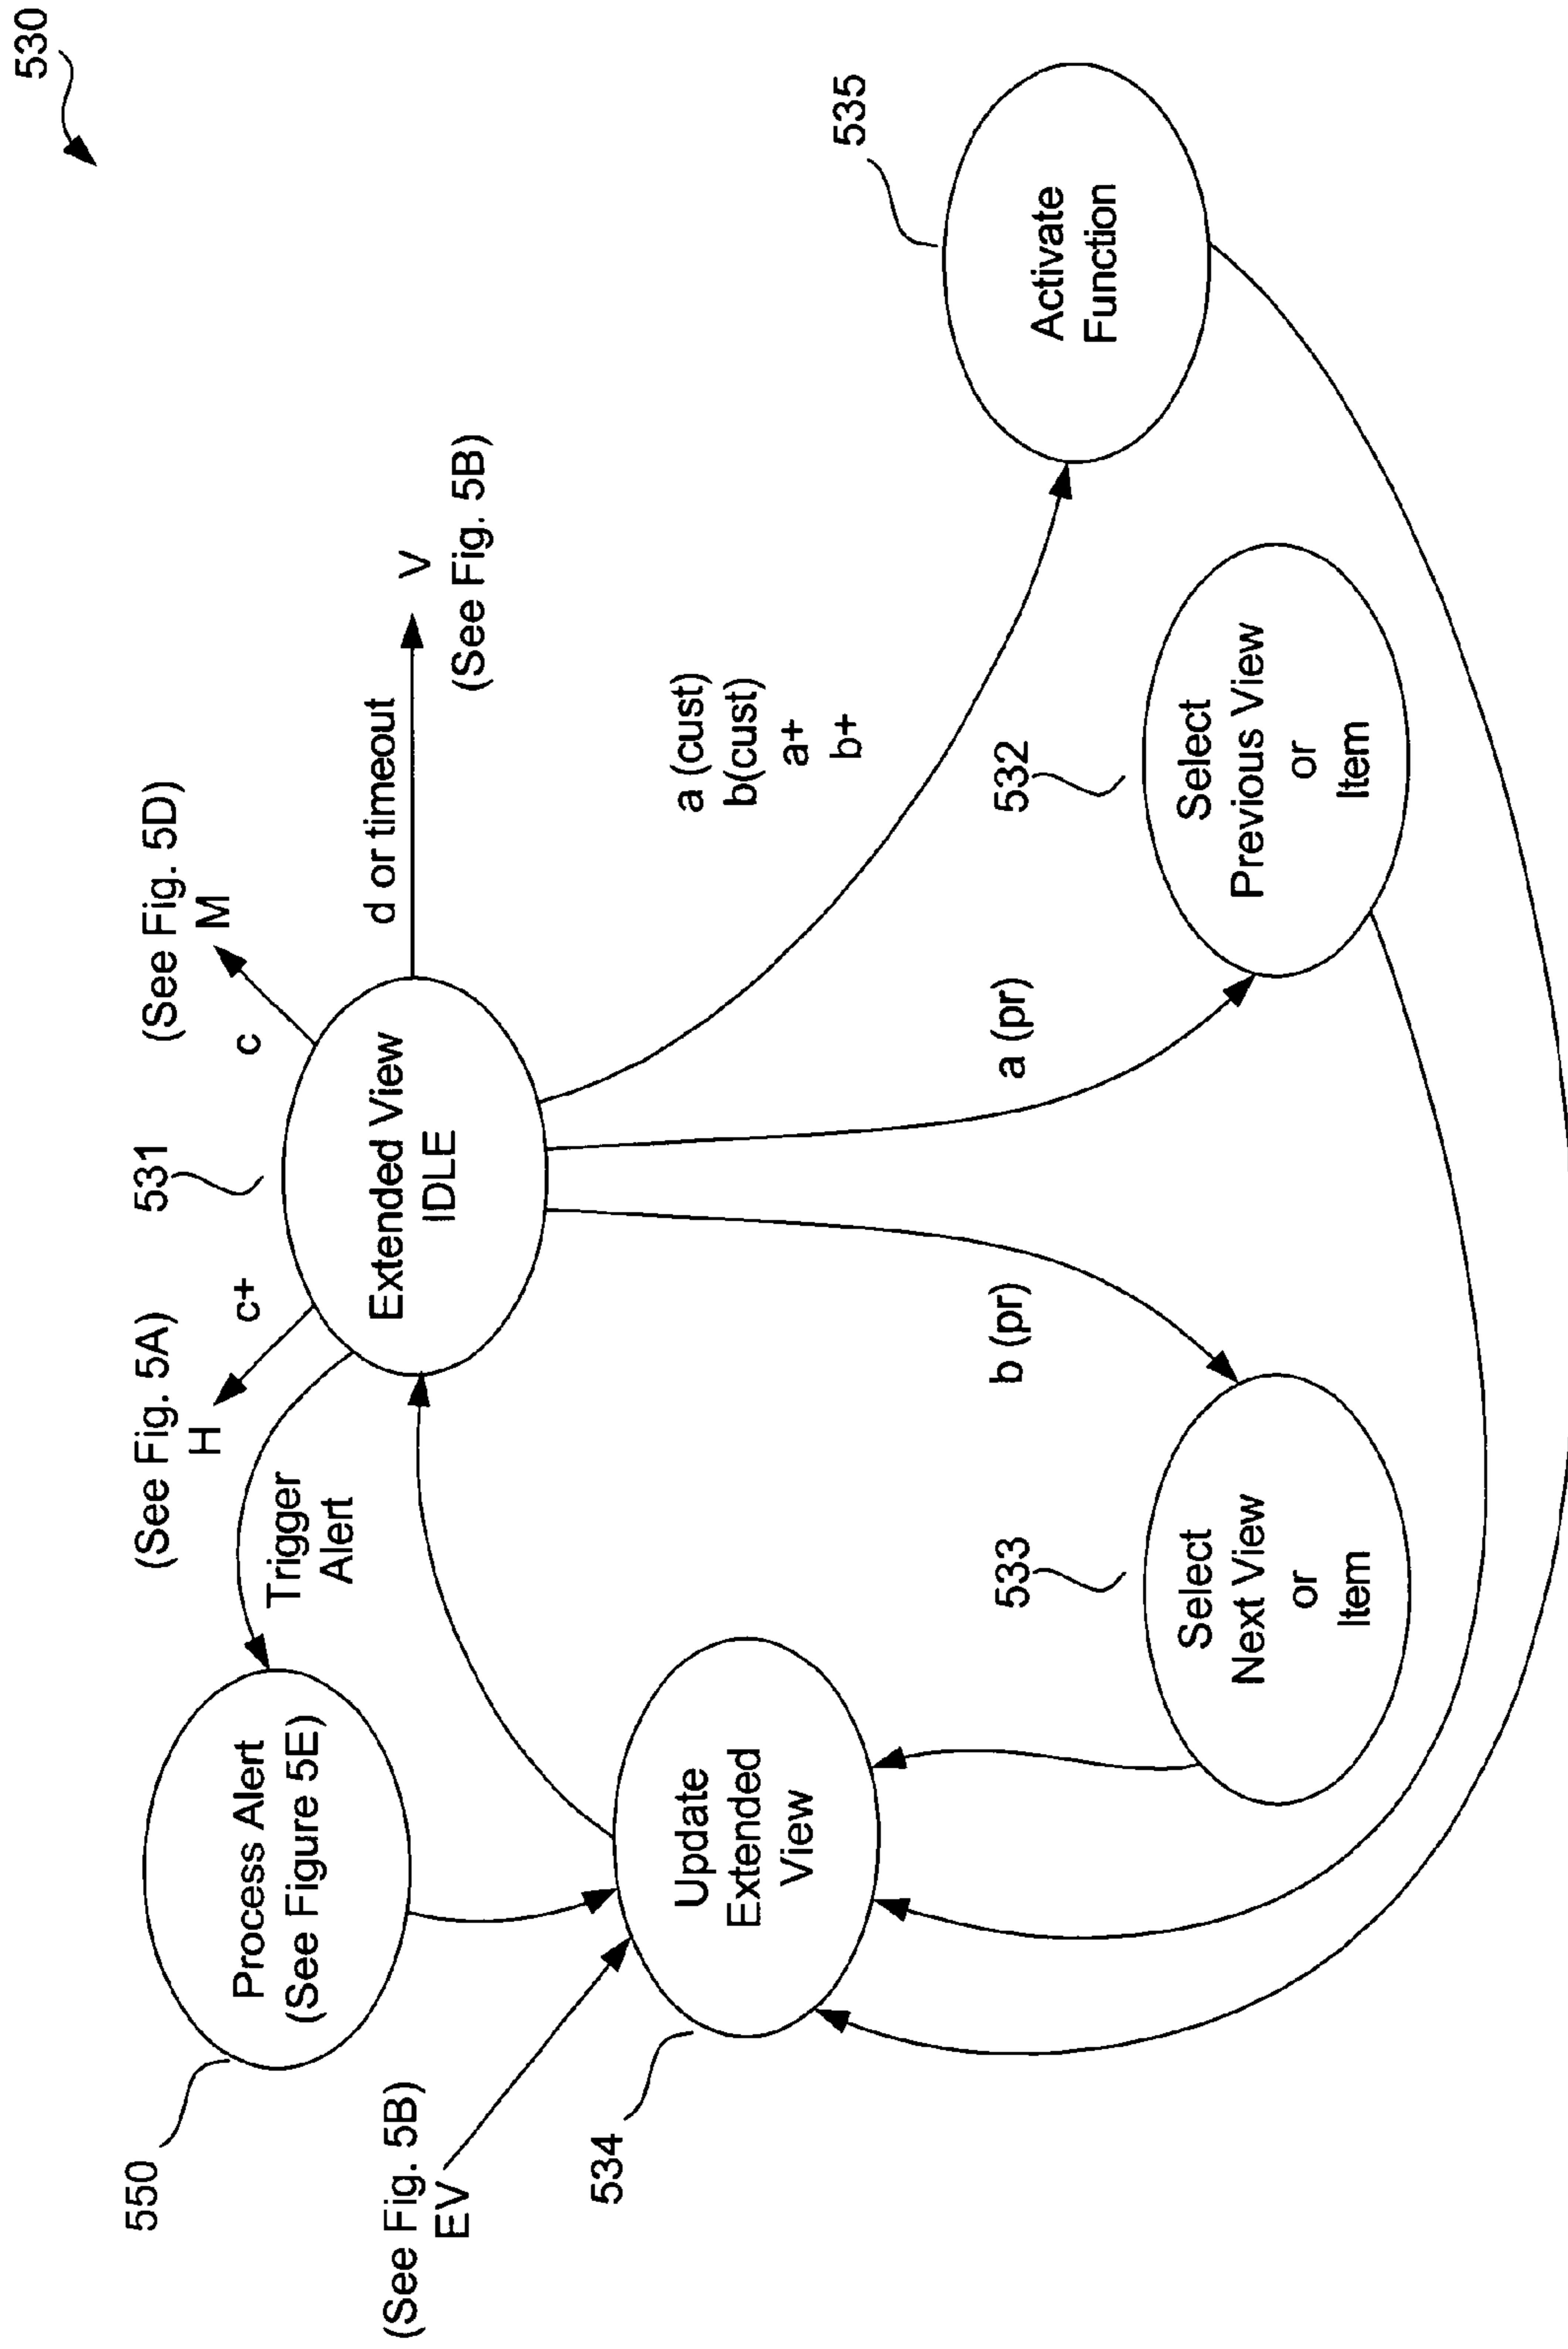 530
550
Process Alert
(See Figure 5E)
Trigger
Alert
(See Fig. 5A)
H
c+
531
Extended View
IDLE
c
(See Fig. 5D)
M
d or timeout
V
(See Fig. 5B)
(See Fig. 5B)
EV
534
Update
Extended
View
a (cust)
b(cust)
a+
b+
535
Activate
Function
533
b (pr)
Select
Next View
or
Item
a (pr)
532
Select
Previous View
or
Item